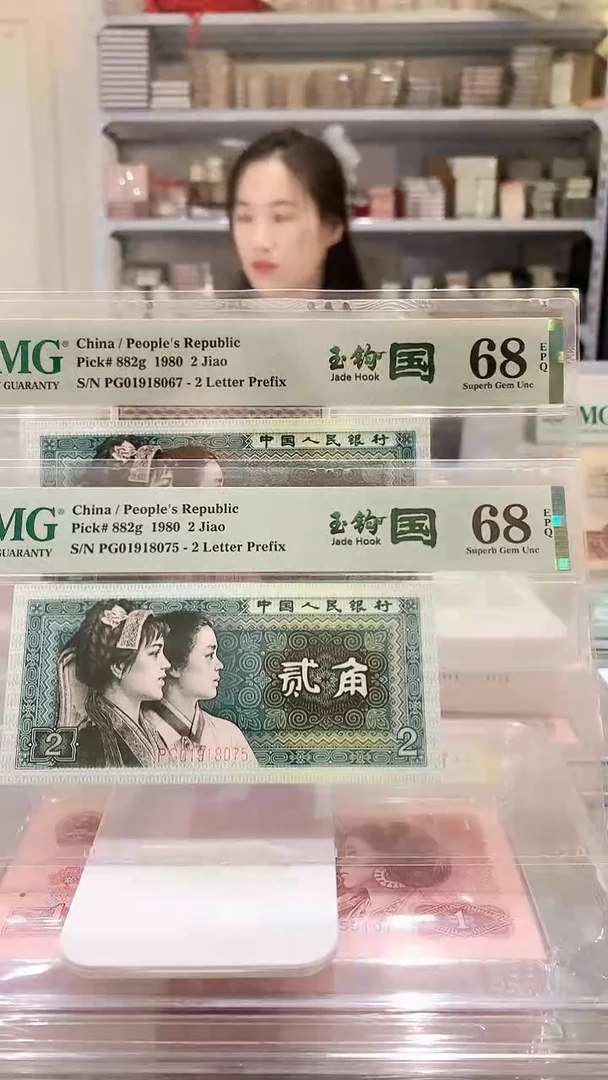 MG®
GUARANTY
China / People's Republic
Pick# 882g 1980 2 Jiao
S/N PG01918067 - 2 Letter Prefix
玉钩国
Jade Hook
68
Superb Gem Unc
EPQ
中国人民银行
MG
MG®
GUARANTY
China / People's Republic
Pick# 882g 1980 2 Jiao
S/N PG01918075 - 2 Letter Prefix
玉钩国
Jade Hook
68
Superb Gem Unc
EPQ
中国人民银行
贰角
2
PG01918075
2
1